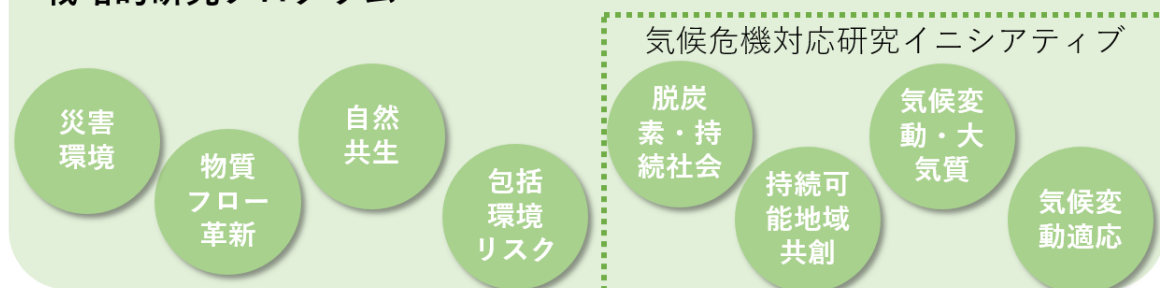 気候危機対応研究イニシアティブ
災害
環境
物質
フロー
革新
自然
共生
包括
環境
リスク
脱炭
素・持
続社会
持続可
能地域
共創
気候変
動・大
気質
気候変
動適応